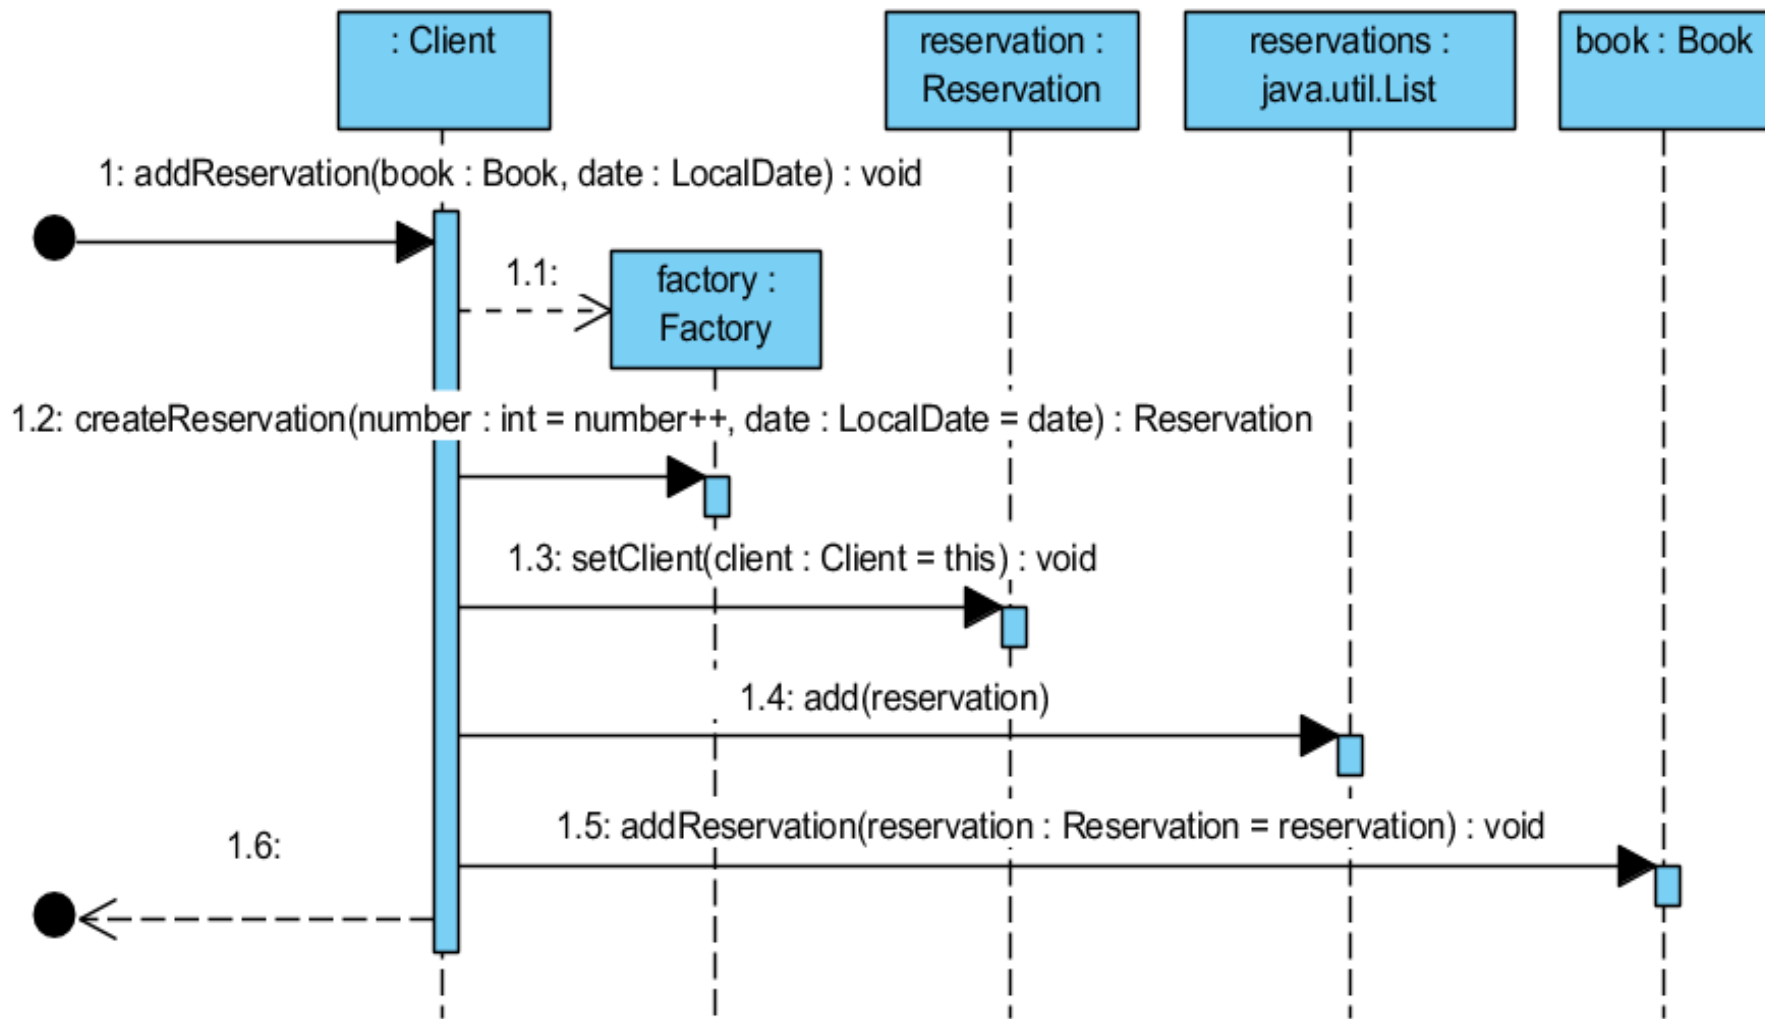 : Client
reservation :
Reservation
reservations :
java.util.List
book : Book
1: addReservation(book : Book, date : LocalDate) : void
1.1:
factory :
Factory
1.2: createReservation(number : int = number++, date : LocalDate = date) : Reservation
1.3: setClient(client : Client = this) : void
1.4: add(reservation)
1.5: addReservation(reservation : Reservation = reservation) : void
1.6: